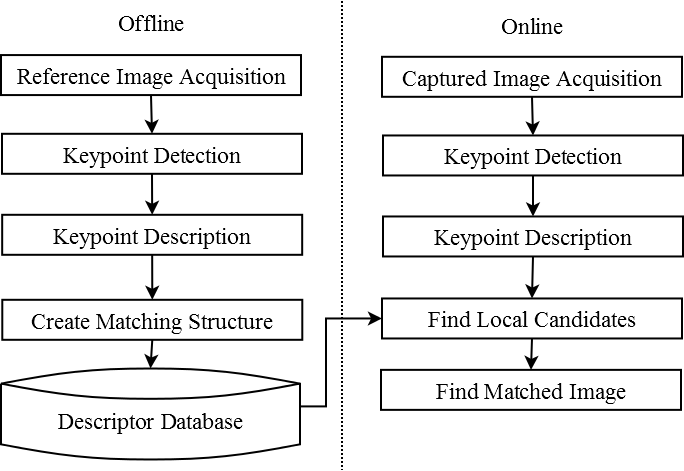 Offline
Reference Image Acquisition
Keypoint Detection
Keypoint Description
Create Matching Structure
Descriptor Database
Online
Captured Image Acquisition
Keypoint Detection
Keypoint Description
Find Local Candidates
Find Matched Image